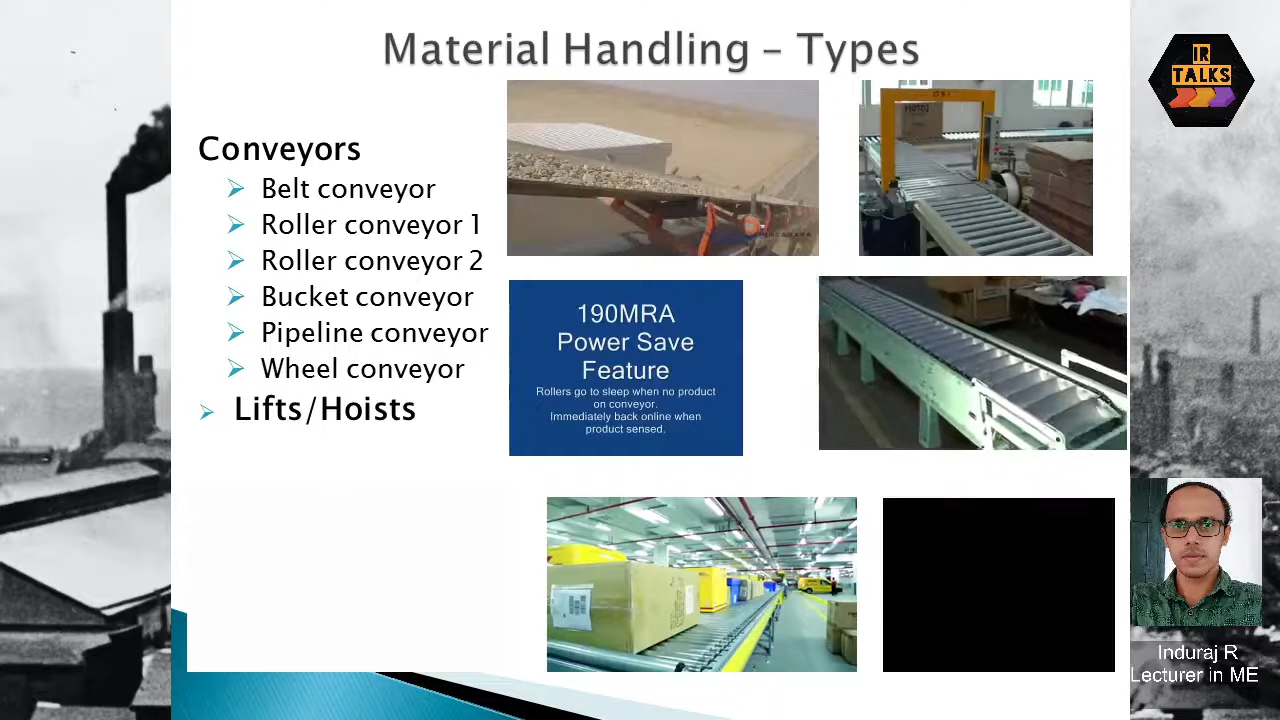 Material Handling – Types
IR
TALKS
Conveyors
Belt conveyor
Roller conveyor 1
Roller conveyor 2
Bucket conveyor
Pipeline conveyor
Wheel conveyor
Lifts/Hoists
190MRA
Power Save
Feature
Rollers go to sleep when no product
on conveyor.
Immediately back online when
product sensed.
Induraj R
Lecturer in ME